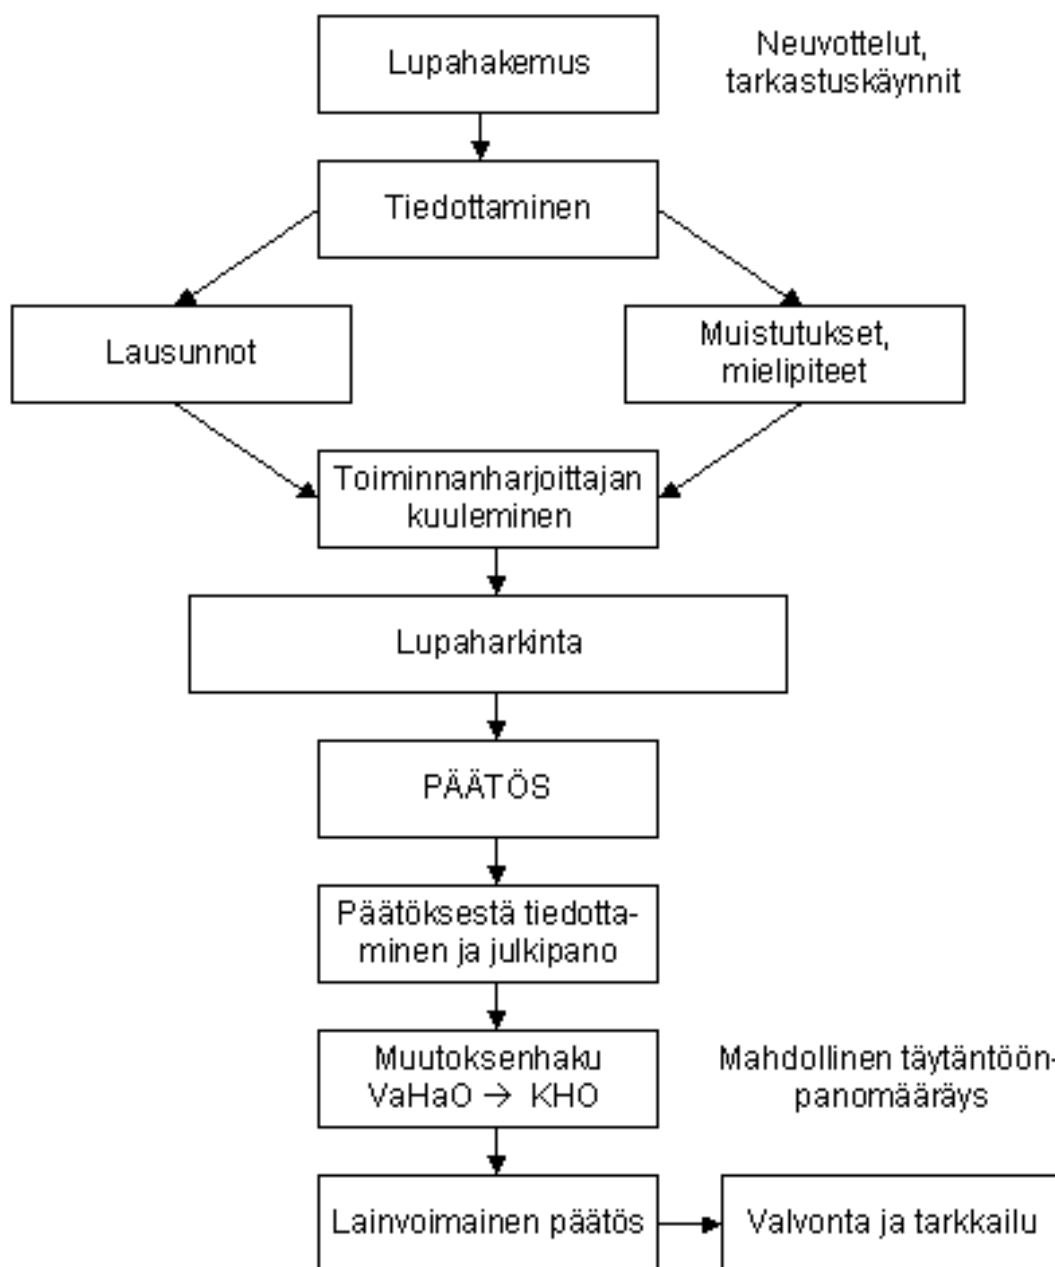 Lupahakemus
Neuvottelut,
tarkastuskäynnit
Tiedottaminen
Lausunnot
Muistutukset,
mielipiteet
Toiminnanharjoittajan
kuuleminen
Lupaharkinta
PÄÄTÖS
Päätöksestä tiedotta-
minen ja julkipano
Muutoksenhaku
VaHaO → KHO
Mahdollinen täytäntöön-
panomääräys
Lainvoimainen päätös
Valvonta ja tarkkailu